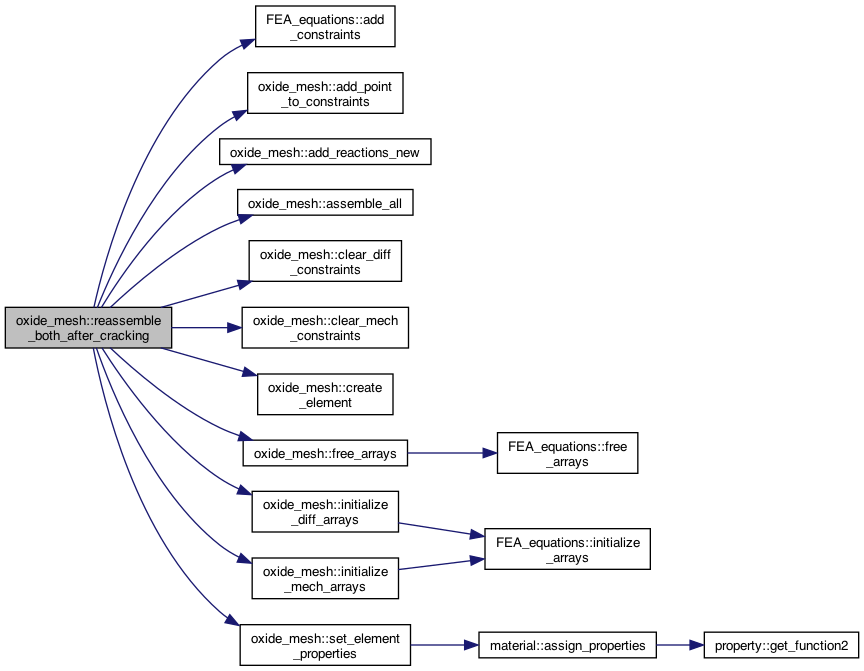 FEA_equations::add
_constraints
oxide_mesh::add_point
_to_constraints
oxide_mesh::add_reactions_new
oxide_mesh::assemble_all
oxide_mesh::clear_diff
_constraints
oxide_mesh::reassemble
_both_after_cracking
oxide_mesh::clear_mech
_constraints
oxide_mesh::create
_element
oxide_mesh::free_arrays
FEA_equations::free
_arrays
oxide_mesh::initialize
_diff_arrays
FEA_equations::initialize
_arrays
oxide_mesh::initialize
_mech_arrays
oxide_mesh::set_element
_properties
material::assign_properties
property::get_function2